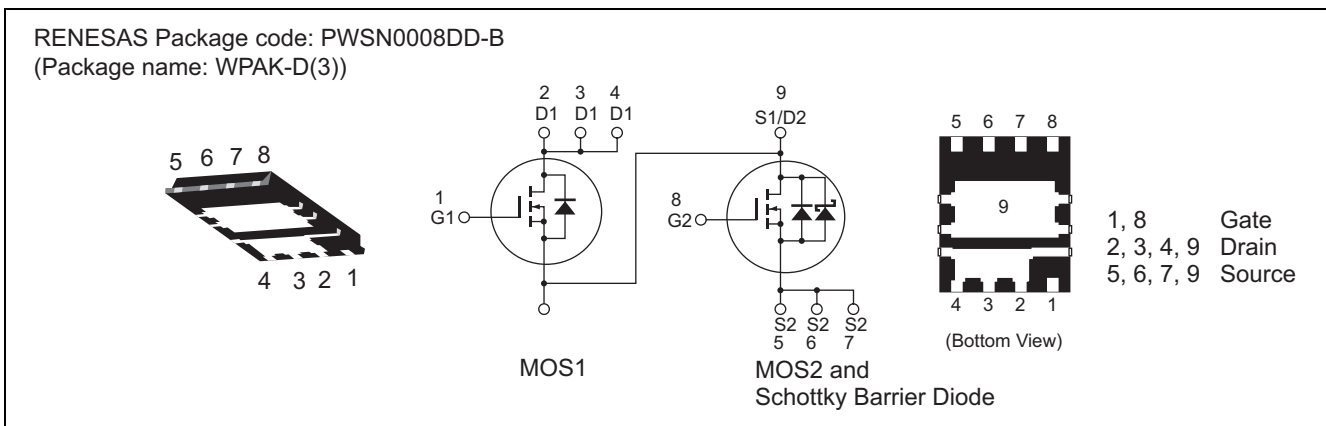 RENESAS Package code: PWSN0008DD-B
(Package name: WPAK-D(3))
5 6 7 8
4 3 2 1
2 3 4
D1 D1 D1
1
G1
MOS1
9
S1/D2
8
G2
S2 S2 S2
5 6 7
MOS2 and
Schottky Barrier Diode
5 6 7 8
9
4 3 2 1
(Bottom View)
1, 8 Gate
2, 3, 4, 9 Drain
5, 6, 7, 9 Source